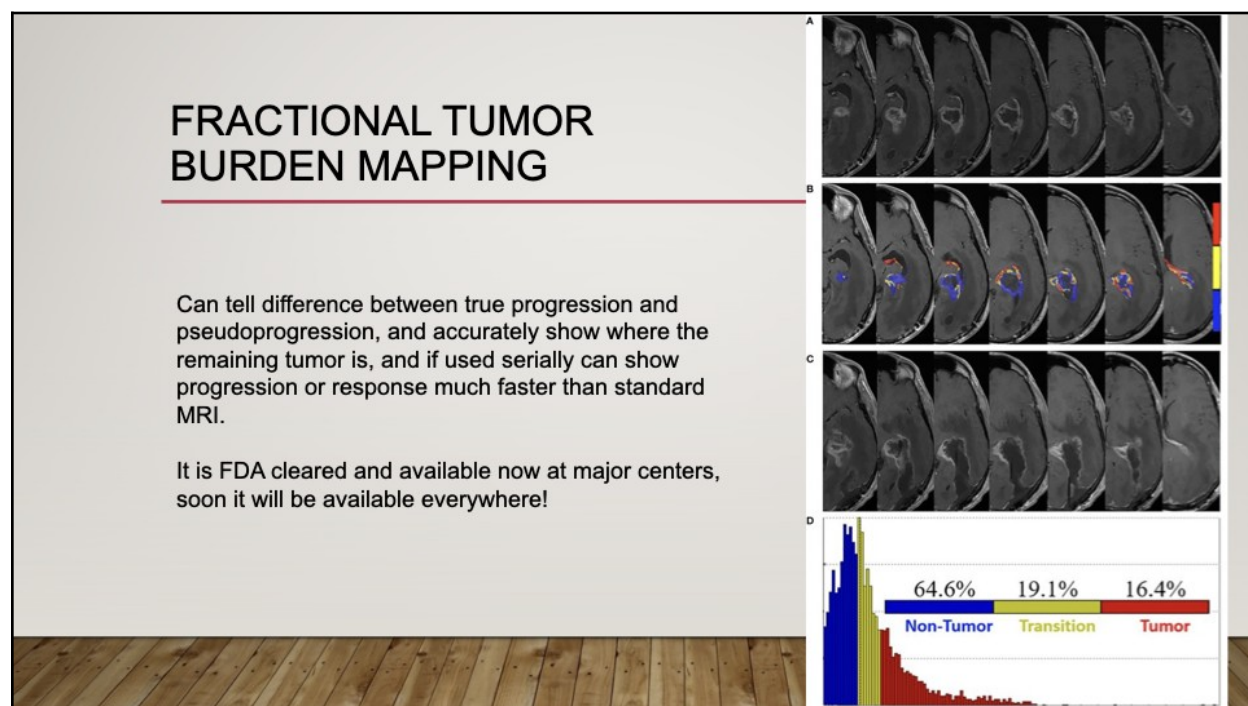 FRACTIONAL TUMOR
BURDEN MAPPING
Can tell difference between true progression and
pseudoprogression, and accurately show where the
remaining tumor is, and if used serially can show
progression or response much faster than standard
MRI.
It is FDA cleared and available now at major centers,
soon it will be available everywhere!
A
B
C
D
64.6% 19.1% 16.4%
Non-Tumor Transition Tumor